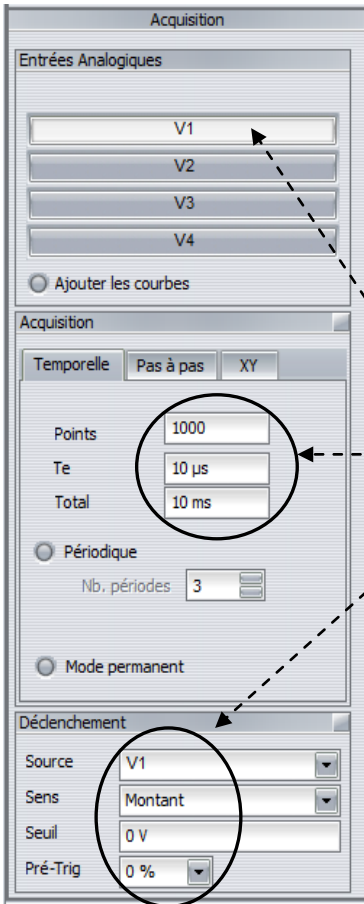 Acquisition
Entrées Analogiques
V1
V2
V3
V4
Ajouter les courbes
Acquisition
Temporelle Pas à pas XY
Points 1000
Te 10 µs
Total 10 ms
Périodique
Nb. périodes 3
Mode permanent
Déclenchement
Source V1
Sens Montant
Seuil 0 V
Pré-Trig 0 %